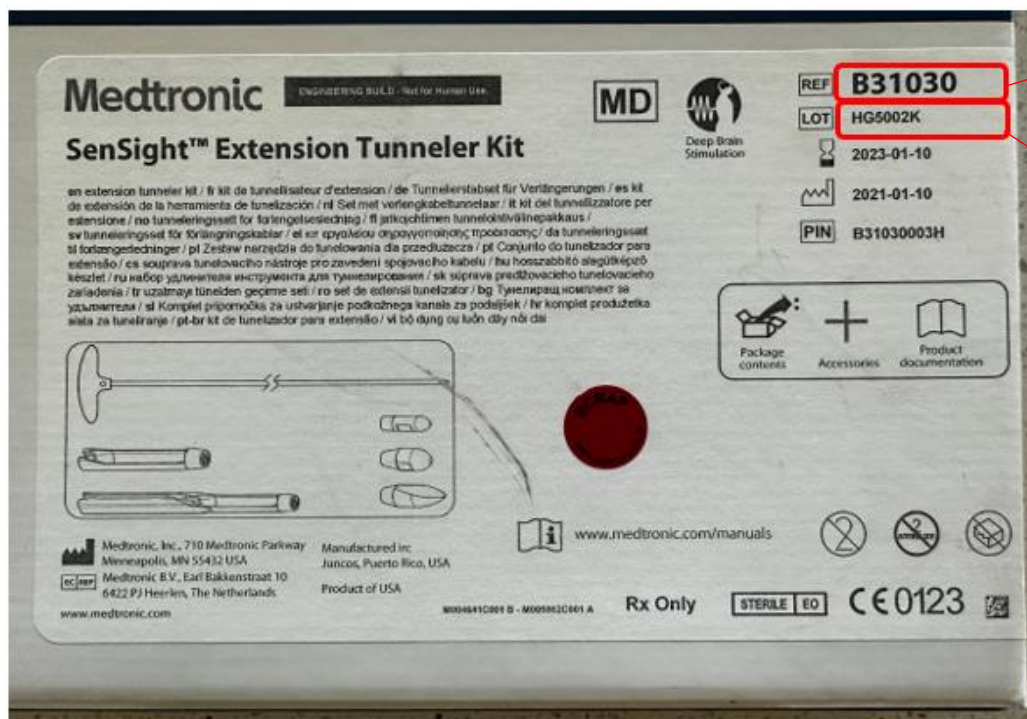 Medtronic
ENGINEERING BUILD - Not for Human Use.
SenSight™ Extension Tunneler Kit
MD
Deep Brain
Stimulation
REF B31030
LOT HG5002K
2023-01-10
2021-01-10
PIN B31030003H
en extension tunneler kit / fr kit de tunnellisateur d'extension / de Tunnelierstabset für Verlängerungen / es kit
de extensión de la herramienta de tunelización / nl Set met verlengkabeltunnelaar / it kit del tunnellizzatore per
estensione / no tunneleringssett for forlengelsesledning / fi jatkojohtimen tunnelointivälinepakkaus /
sv tunneleringsset för förlängningskablar / el κιτ εργαλείου σηραγγοποίησης προέκτασης / da tunneleringssæt
til forlængerledninger / pl Zestaw narzędzia do tunelowania dla przedłużacza / pt Conjunto do tunelizador para
extensão / cs souprava tunelovacího nástroje pro zavedení spojovacího kabelu / hu hosszabbító alagútképző
készlet / ru набор удлинителя инструмента для туннелирования / sk súprava predlžovacieho tunelovacieho
zariadenia / tr uzatmayı tünelden geçirme seti / ro set de extensii tunelizator / bg Тунелиращ комплект за
удължители / sl Komplet pripomočka za ustvarjanje podkožnega kanala za podaljšek / hr komplet produžetka
alata za tuneliranje / pt-br kit de tunelizador para extensão / vi bộ dụng cụ luồn dây nối dài
Package
contents
Accessories
Product
documentation
SCRAP
www.medtronic.com/manuals
Medtronic, Inc., 710 Medtronic Parkway
Minneapolis, MN 55432 USA
EC REP Medtronic B.V., Earl Bakkenstraat 10
6422 PJ Heerlen, The Netherlands
www.medtronic.com
Manufactured in:
Juncos, Puerto Rico, USA
Product of USA
Rx Only
STERILE EO
CE0123